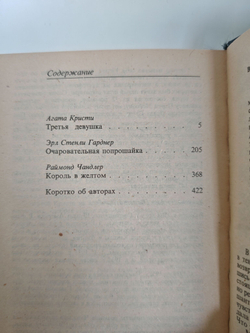 Содержание
Агата Кристи
Третья девушка . . . . . . . . . . . 5
Эрл Стенли Гарднер
Очаровательная попрошайка . . . . . . . 205
Раймонд Чандлер
Король в желтом . . . . . . . . . . 368
Коротко об авторах . . . . . . . . . 422